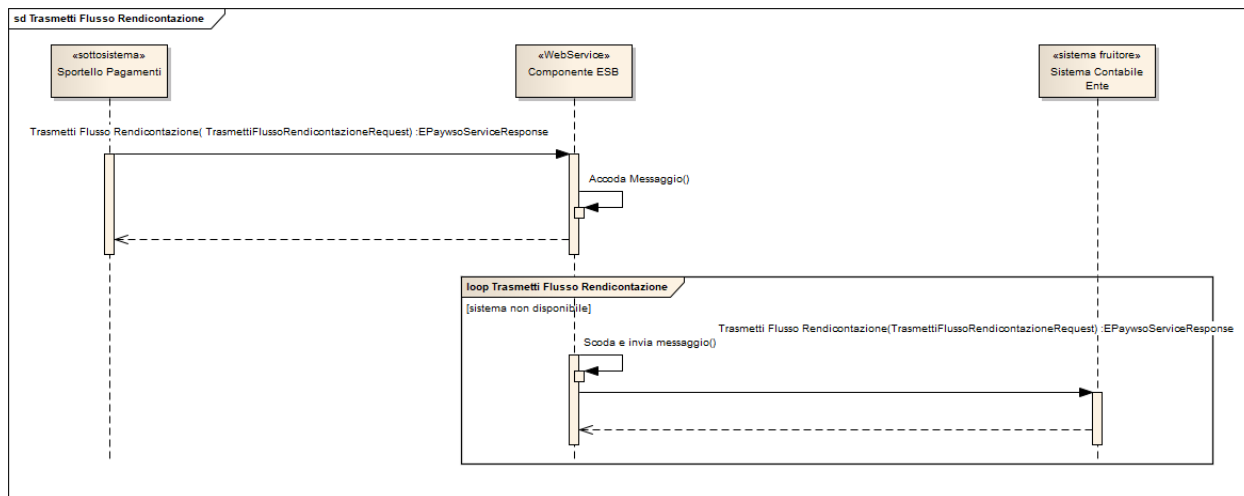 sd Trasmetti Flusso Rendicontazione
«sottosistema»
Sportello Pagamenti
«WebService»
Componente ESB
«sistema fruitore»
Sistema Contabile
Ente
Trasmetti Flusso Rendicontazione( TrasmettiFlussoRendicontazioneRequest) :EPaywsoServiceResponse
Accoda Messaggio()
loop Trasmetti Flusso Rendicontazione
[sistema non disponibile]
Trasmetti Flusso Rendicontazione(TrasmettiFlussoRendicontazioneRequest) :EPaywsoServiceResponse
Scoda e invia messaggio()